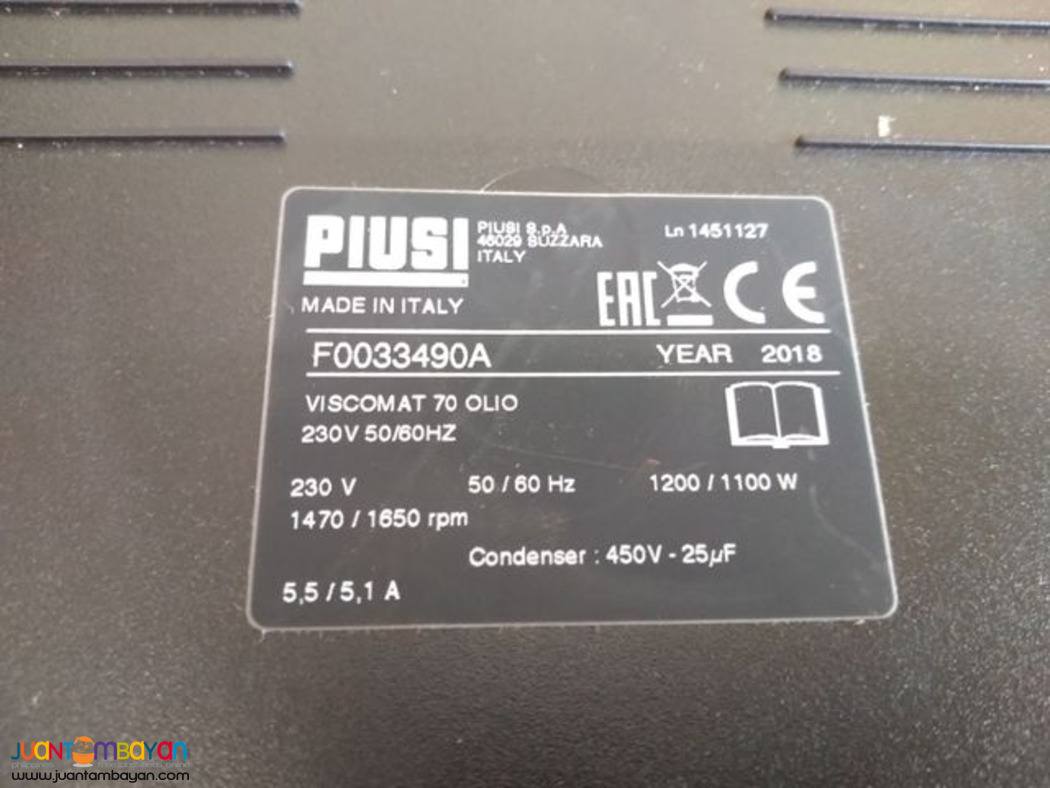 PIUSI
PIUSI S.p.A
46029 SUZZARA
ITALY
Ln 1451127
MADE IN ITALY
EAC CE
F0033490A YEAR 2018
VISCOMAT 70 OLIO
230V 50/60HZ
230 V 50 / 60 Hz 1200 / 1100 W
1470 / 1650 rpm
Condenser : 450V - 25µF
5,5 / 5,1 A
JUANTAMBAYAN
www.juantambayan.com